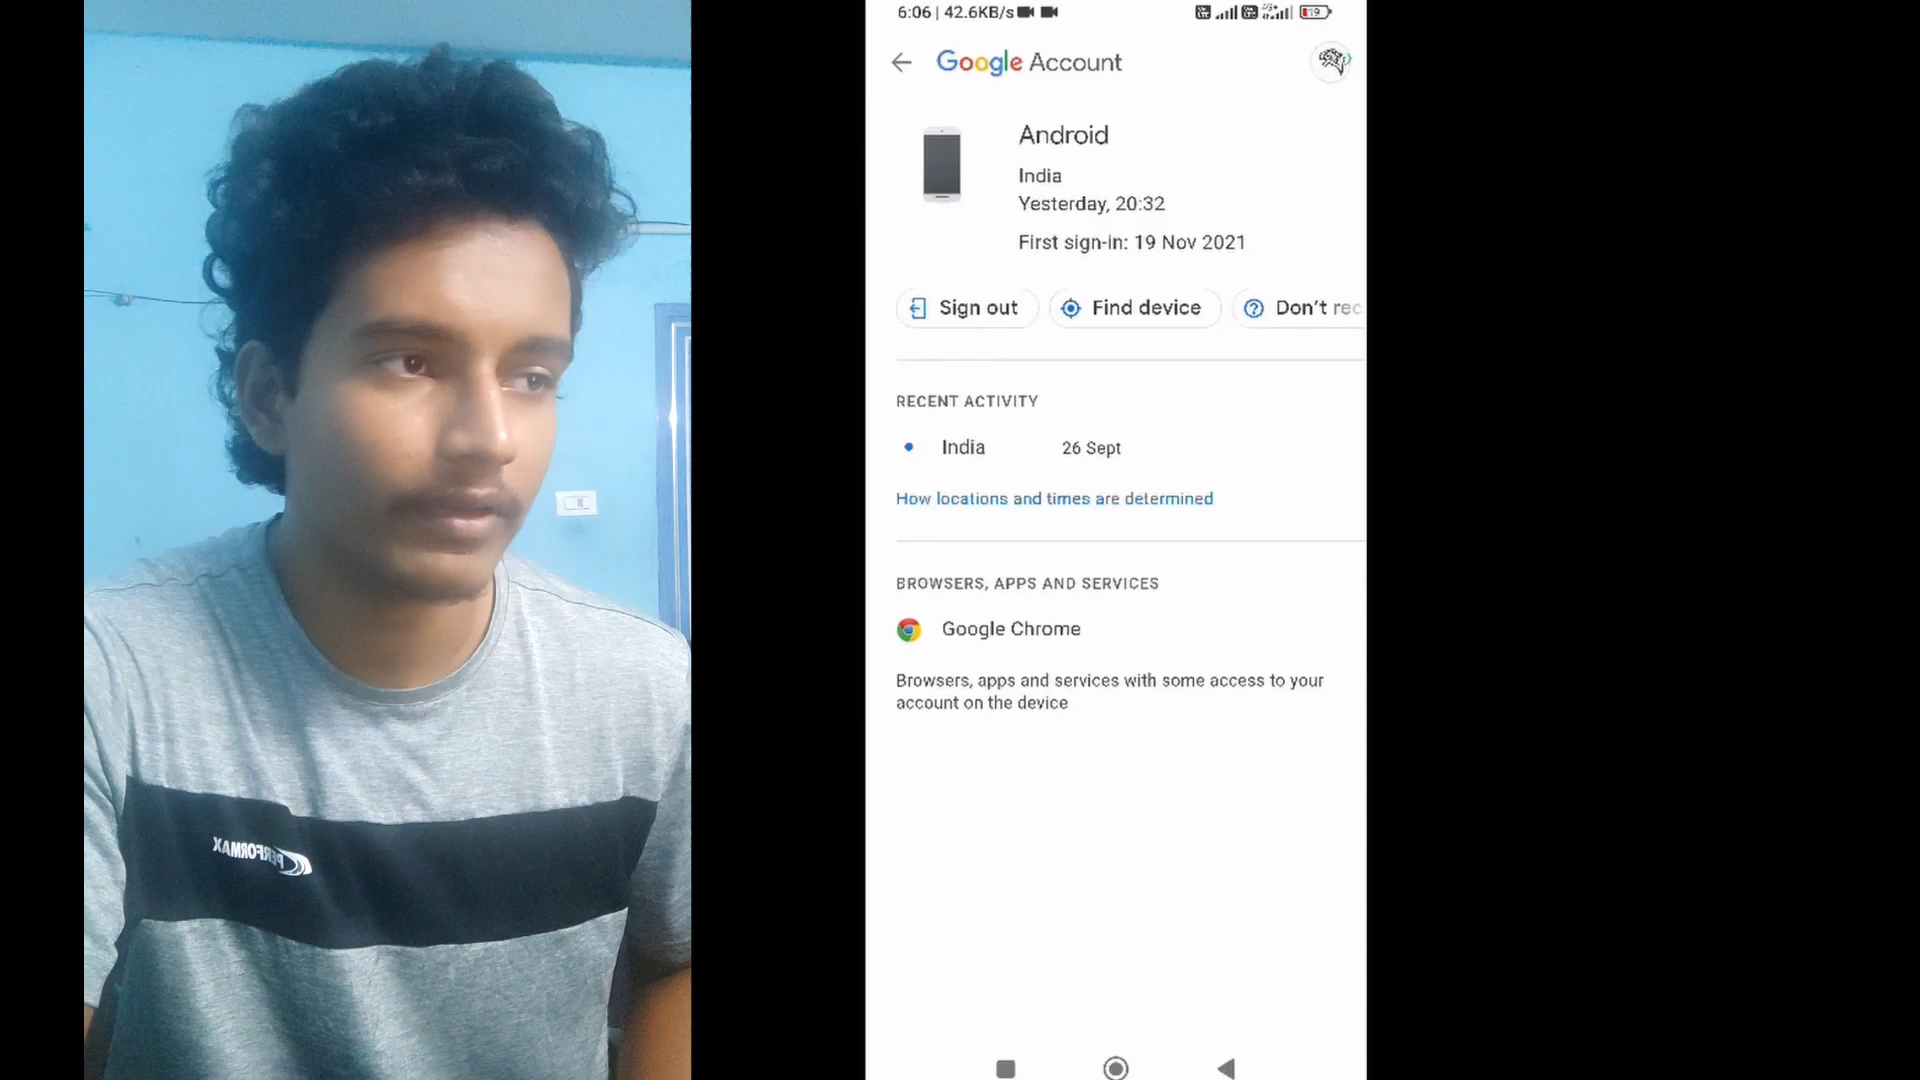 6:06 | 42.6KB/s
19
Google Account
Android
India
Yesterday, 20:32
First sign-in: 19 Nov 2021
Sign out
Find device
Don't rec
RECENT ACTIVITY
India
26 Sept
How locations and times are determined
BROWSERS, APPS AND SERVICES
Google Chrome
Browsers, apps and services with some access to your
account on the device
PERFORMAX